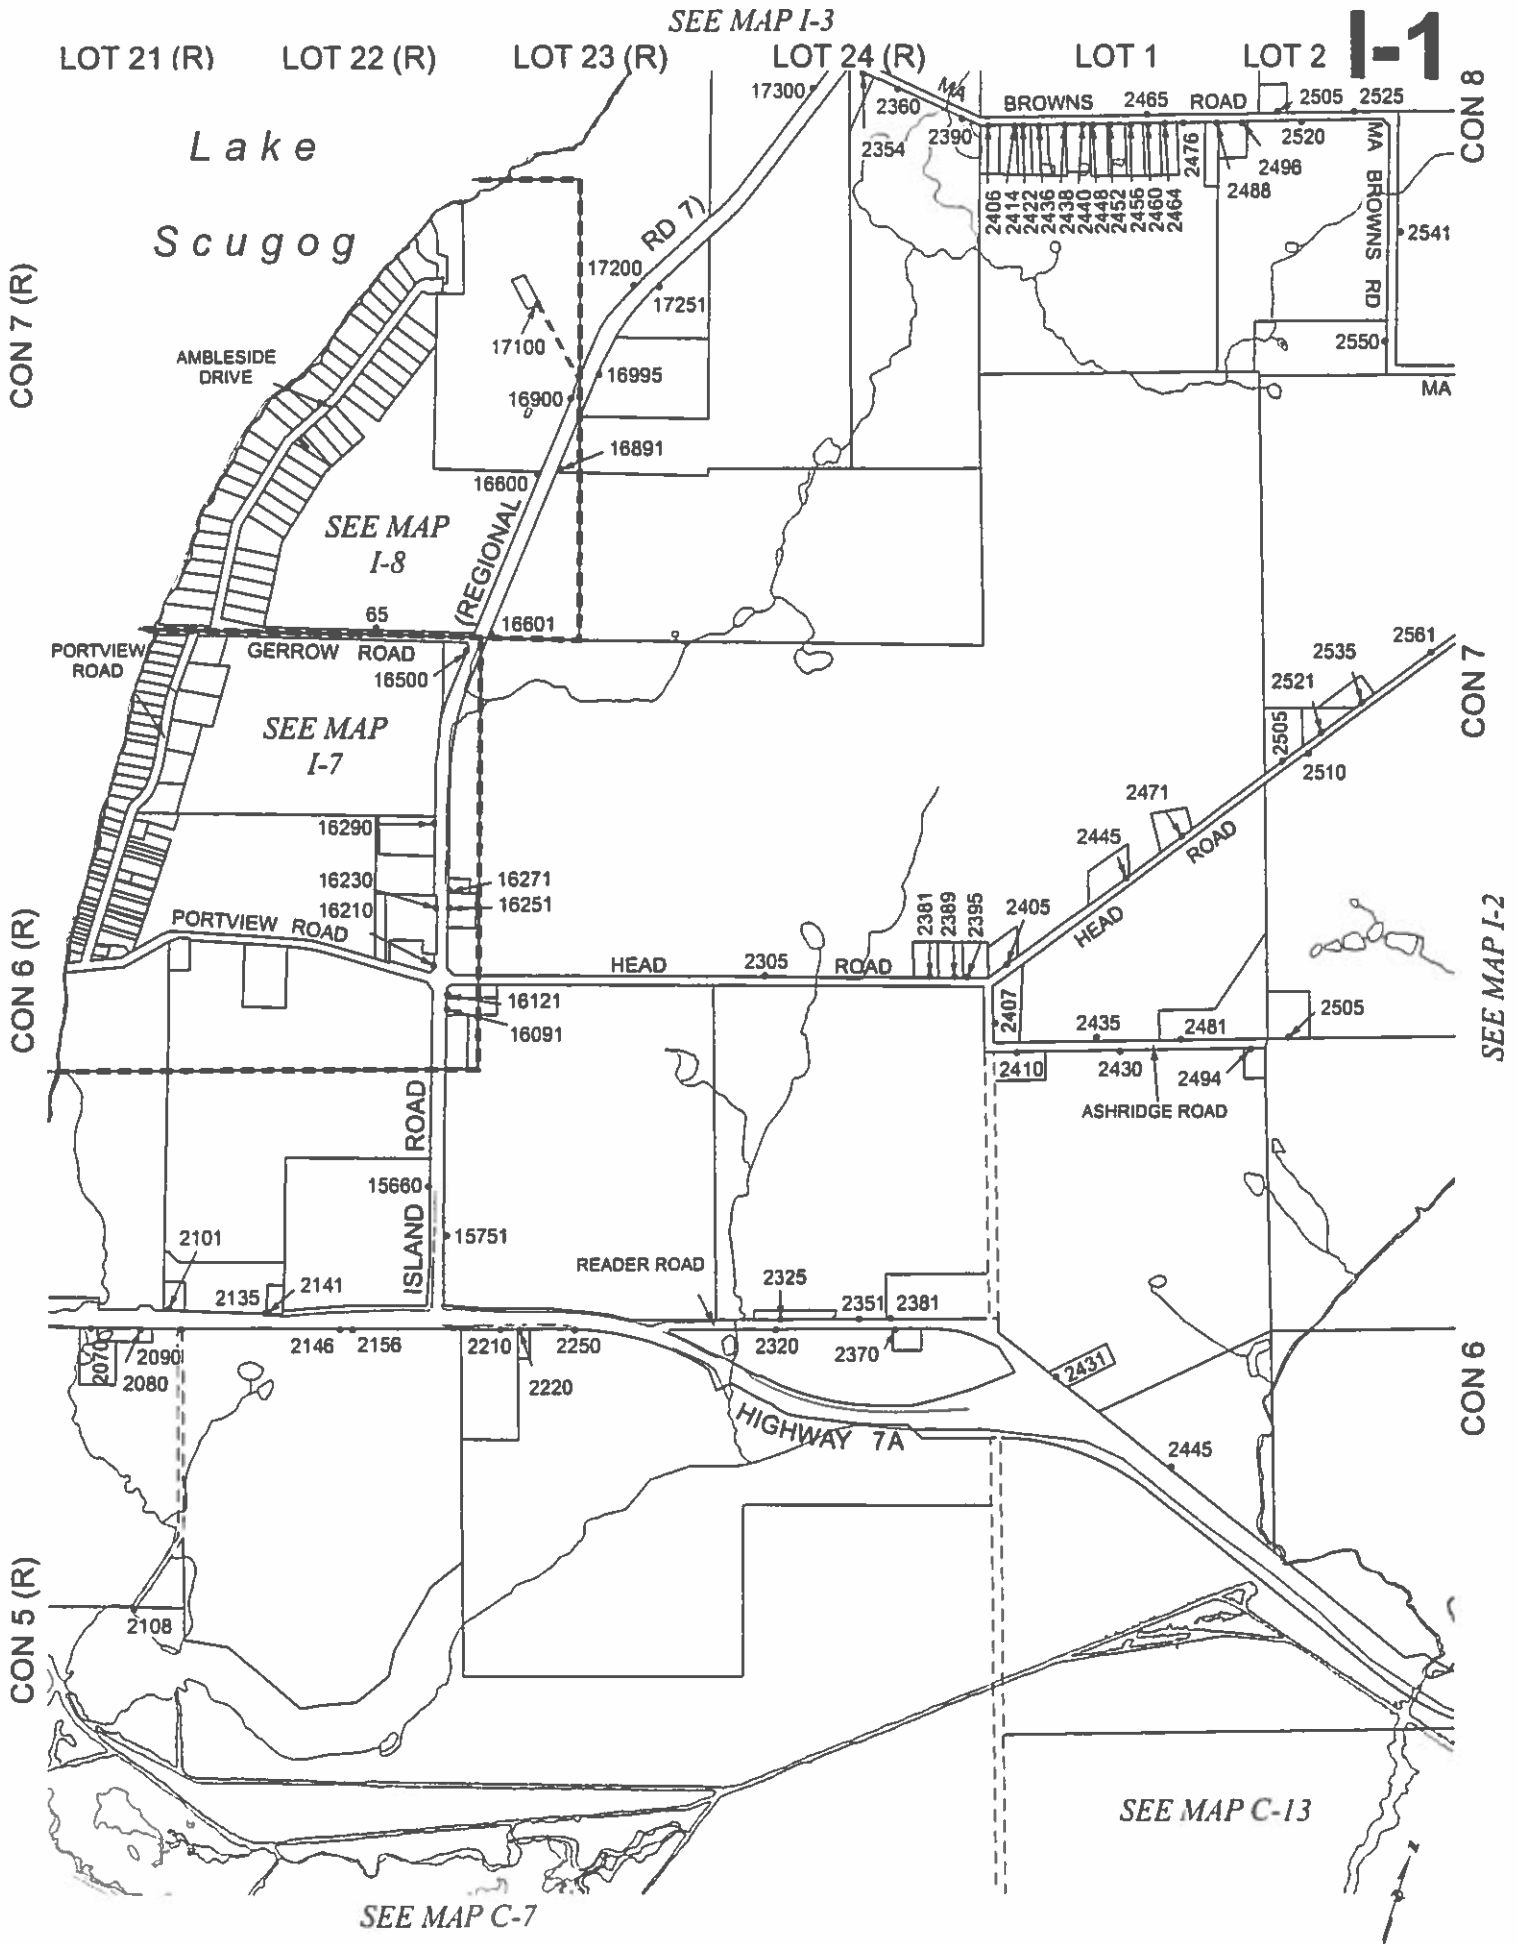 SEE MAP I-3
I-1
LOT 21 (R)
LOT 22 (R)
LOT 23 (R)
LOT 24 (R)
LOT 1
LOT 2
CON 8
17300
2360
MA
BROWNS
2465
ROAD
2505
2525
2390
2354
2476
2520
2496
2488
2406
2414
2422
2436
2438
2440
2448
2452
2456
2460
2464
MA BROWNS RD
2541
2550
MA
Lake
Scugog
CON 7 (R)
RD 7)
17200
17251
17100
AMBLESIDE
DRIVE
16995
16900
16891
16600
SEE MAP
I-8
(REGIONAL
65
16601
PORTVIEW
ROAD
GERROW ROAD
16500
SEE MAP
I-7
2561
2535
2521
CON 7
2505
2510
2471
2445
ROAD
HEAD
16290
16230
16271
16210
16251
PORTVIEW ROAD
2381
2389
2395
2405
CON 6 (R)
HEAD
2305
ROAD
SEE MAP I-2
16121
16091
2407
2435
2481
2505
2410
2430
2494
ASHRIDGE ROAD
ISLAND ROAD
15660
15751
2101
2135
2141
READER ROAD
2325
2351
2381
2070
2090
2080
2146
2156
2210
2250
2220
2320
2370
2431
CON 6
HIGHWAY 7A
2445
CON 5 (R)
2108
SEE MAP C-13
SEE MAP C-7
z